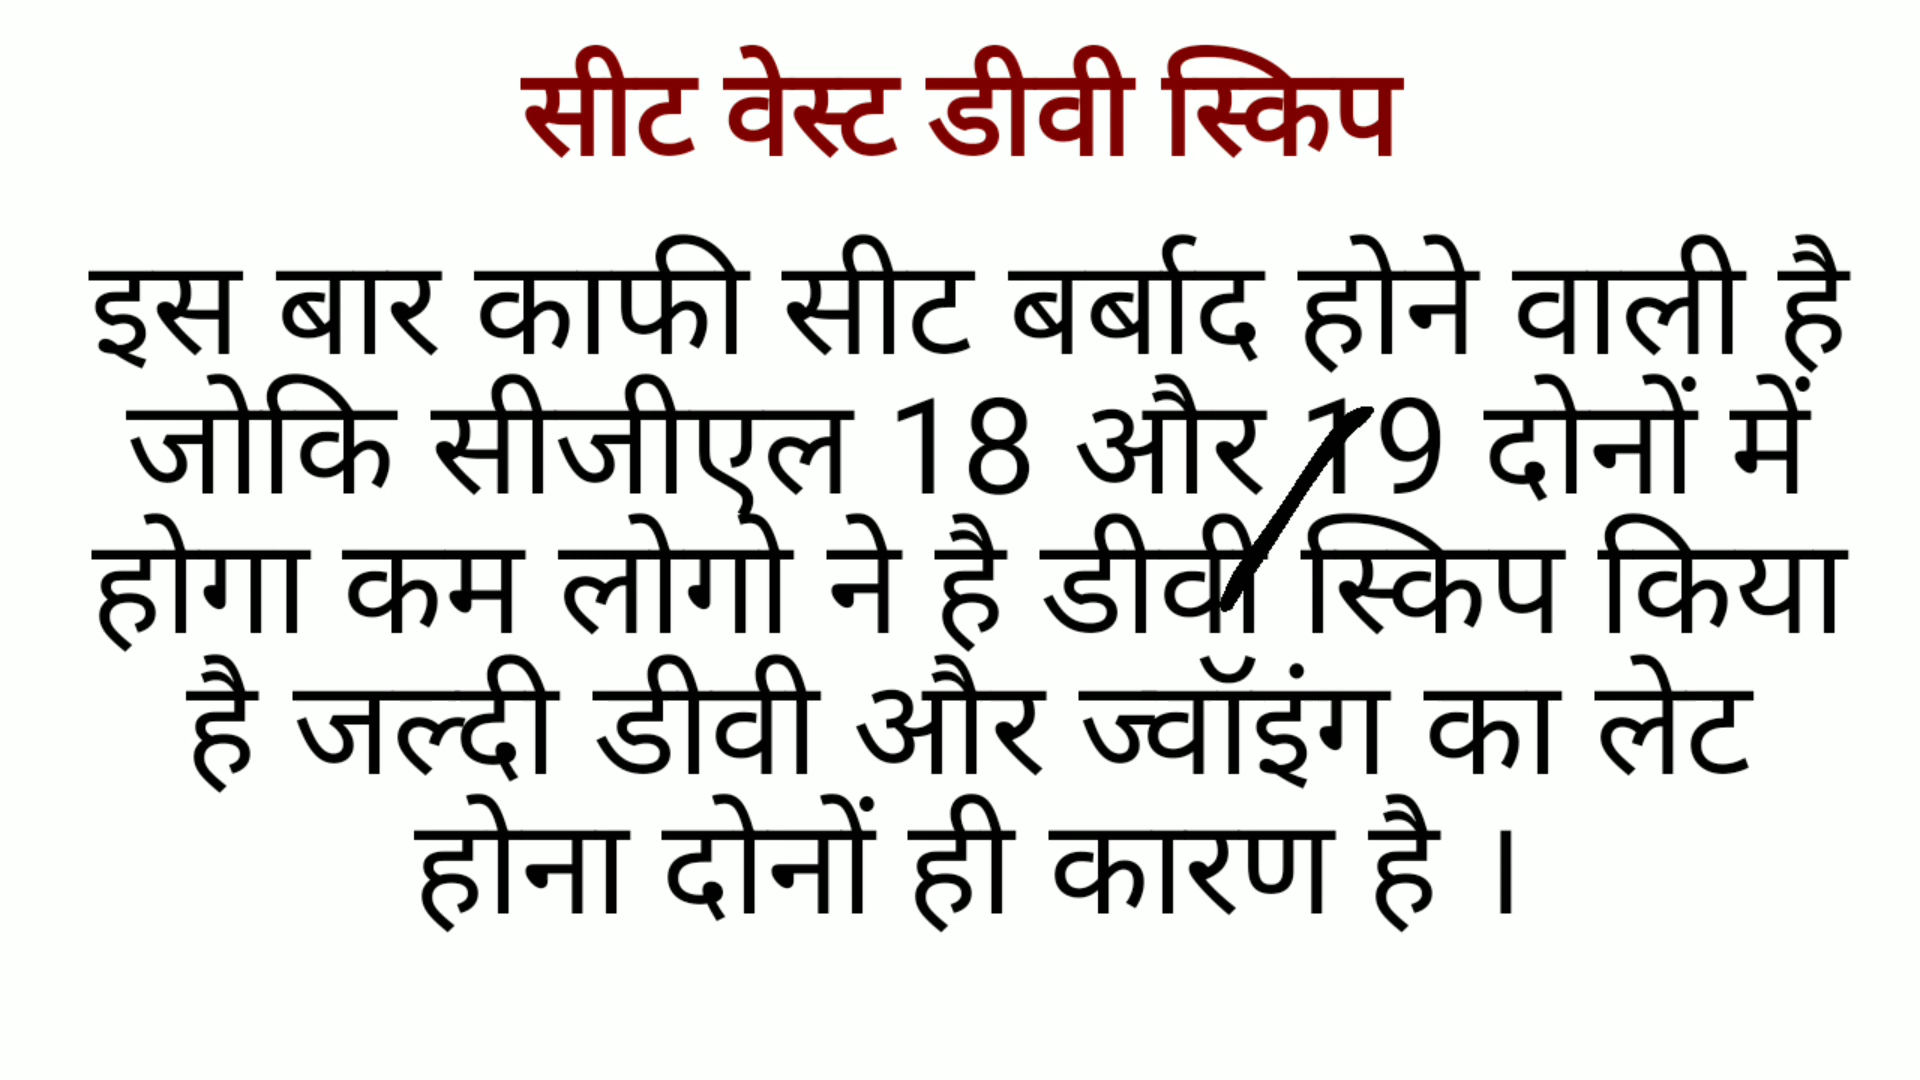 सीट वेस्ट डीवी स्किप
इस बार काफी सीट बर्बाद होने वाली है
जोकि सीजीएल 18 और 19 दोनों में
होगा कम लोगो ने है डीवी स्किप किया
है जल्दी डीवी और ज्वॉइंग का लेट
होना दोनों ही कारण है ।